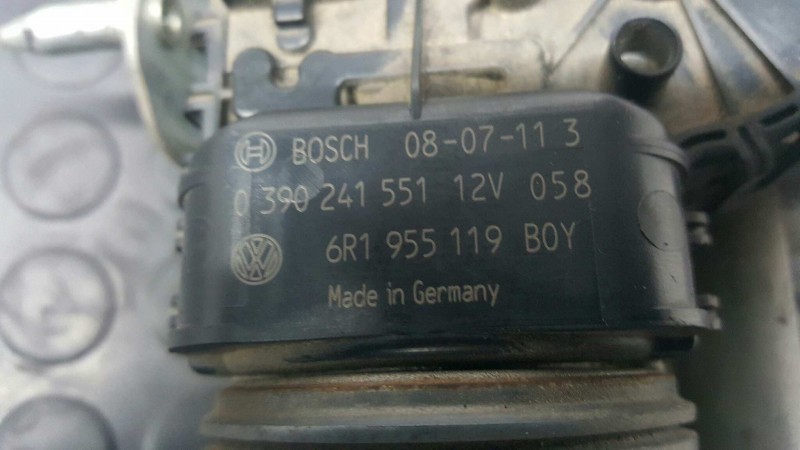 BOSCH 08-07-11 3
0 390 241 551 12V 058
6R1 955 119 BOY
Made in Germany